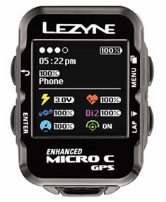 LEZYNE
100%
05:22 pm
100%
Phone
8.0V
100%
100%
Di2 100%
100%
ON
MENU
ENTER
LAP
ENHANCED
MICRO C
GPS